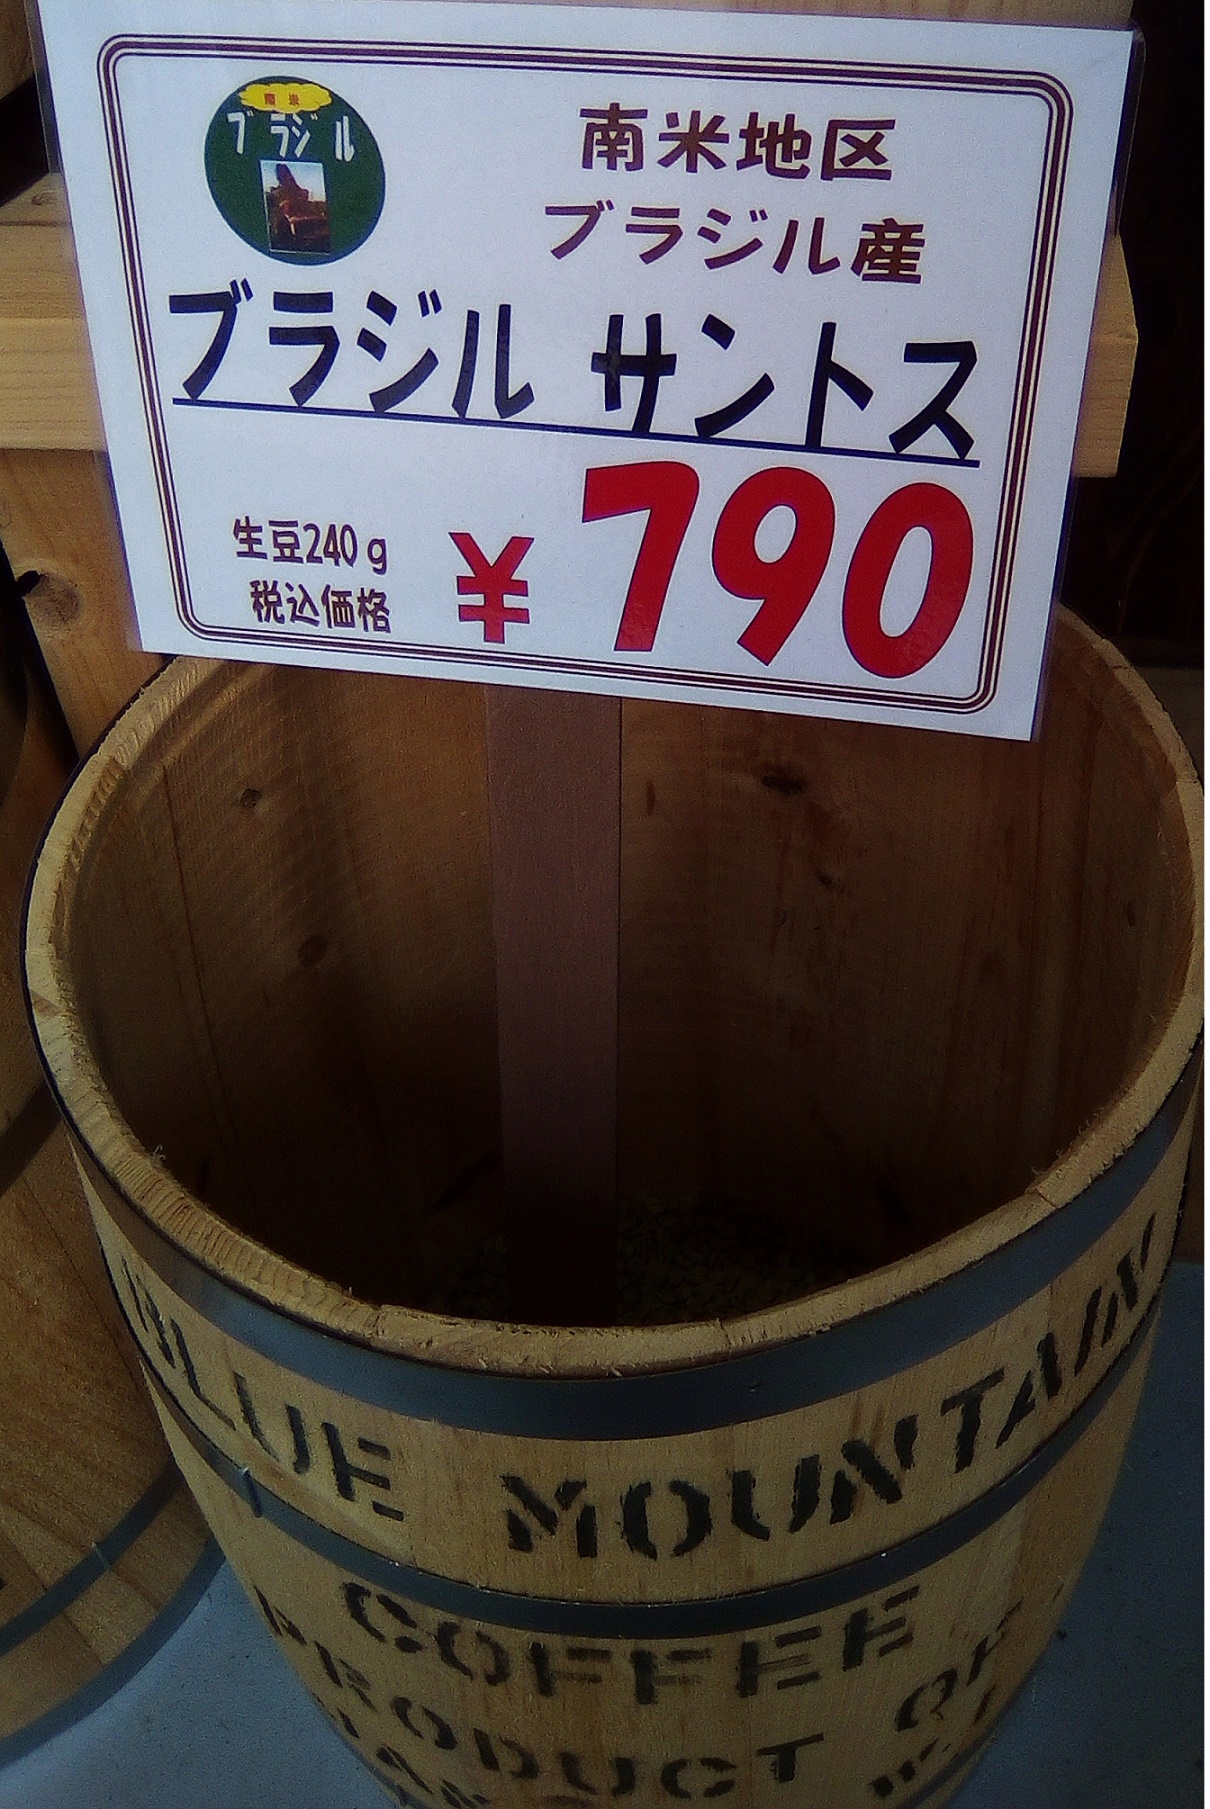 南米
ブラジル
南米地区
ブラジル産
ブラジル サントス
生豆240g
税込価格
¥790
BLUE MOUNTAIN
COFFEE
PRODUCT OF